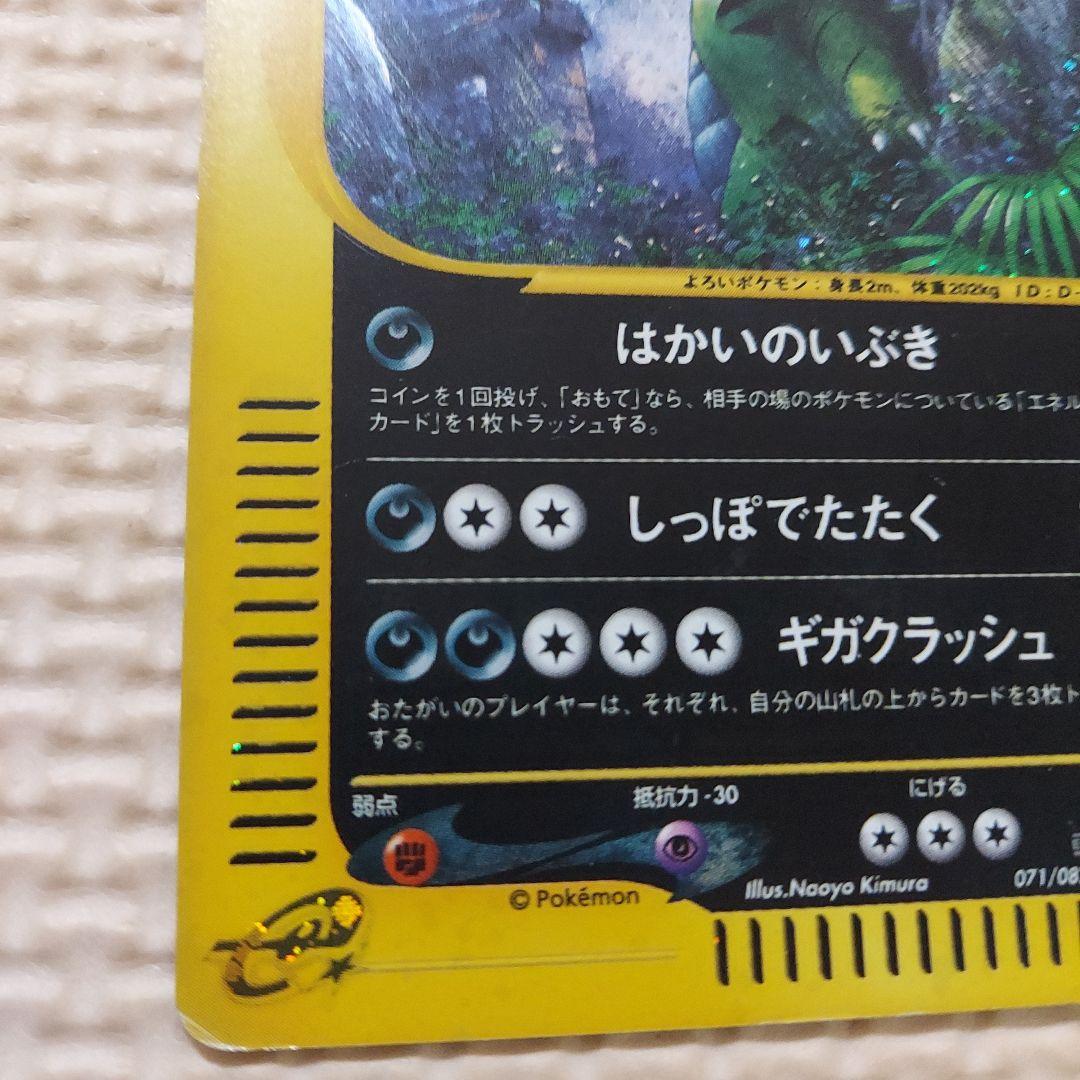 よろいポケモン：身長2m、体重202kg ID:D-
はかいのいぶき
コインを1回投げ、「おもて」なら、相手の場のポケモンについている「エネル
カード」を1枚トラッシュする。
しっぽでたたく
ギガクラッシュ
おたがいのプレイヤーは、それぞれ、自分の山札の上からカードを3枚ト
する。
弱点
抵抗力 -30
にげる
Illus.Naoyo Kimura
071/08
© Pokémon